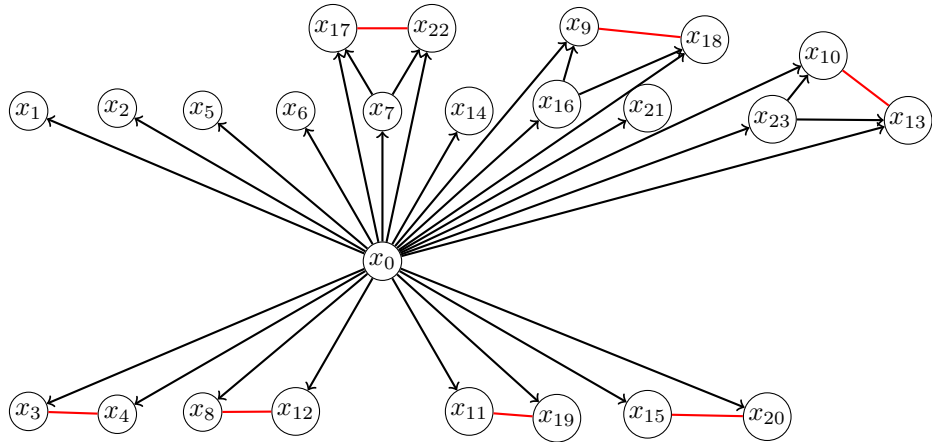 x₁₇ x₂₂ x₉ x₁₈
x₁₀
x₁ x₂ x₅ x₆ x₇ x₁₄ x₁₆ x₂₁ x₂₃ x₁₃
x₀
x₃ x₄ x₈ x₁₂ x₁₁ x₁₉ x₁₅ x₂₀